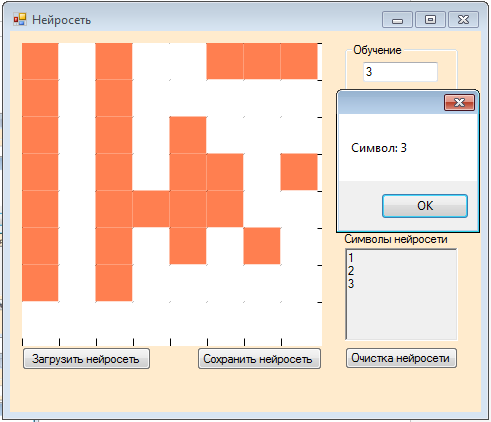 Нейросеть
Обучение
3
Символ: 3
OK
Символы нейросети
1
2
3
Загрузить нейросеть
Сохранить нейросеть
Очистка нейросети